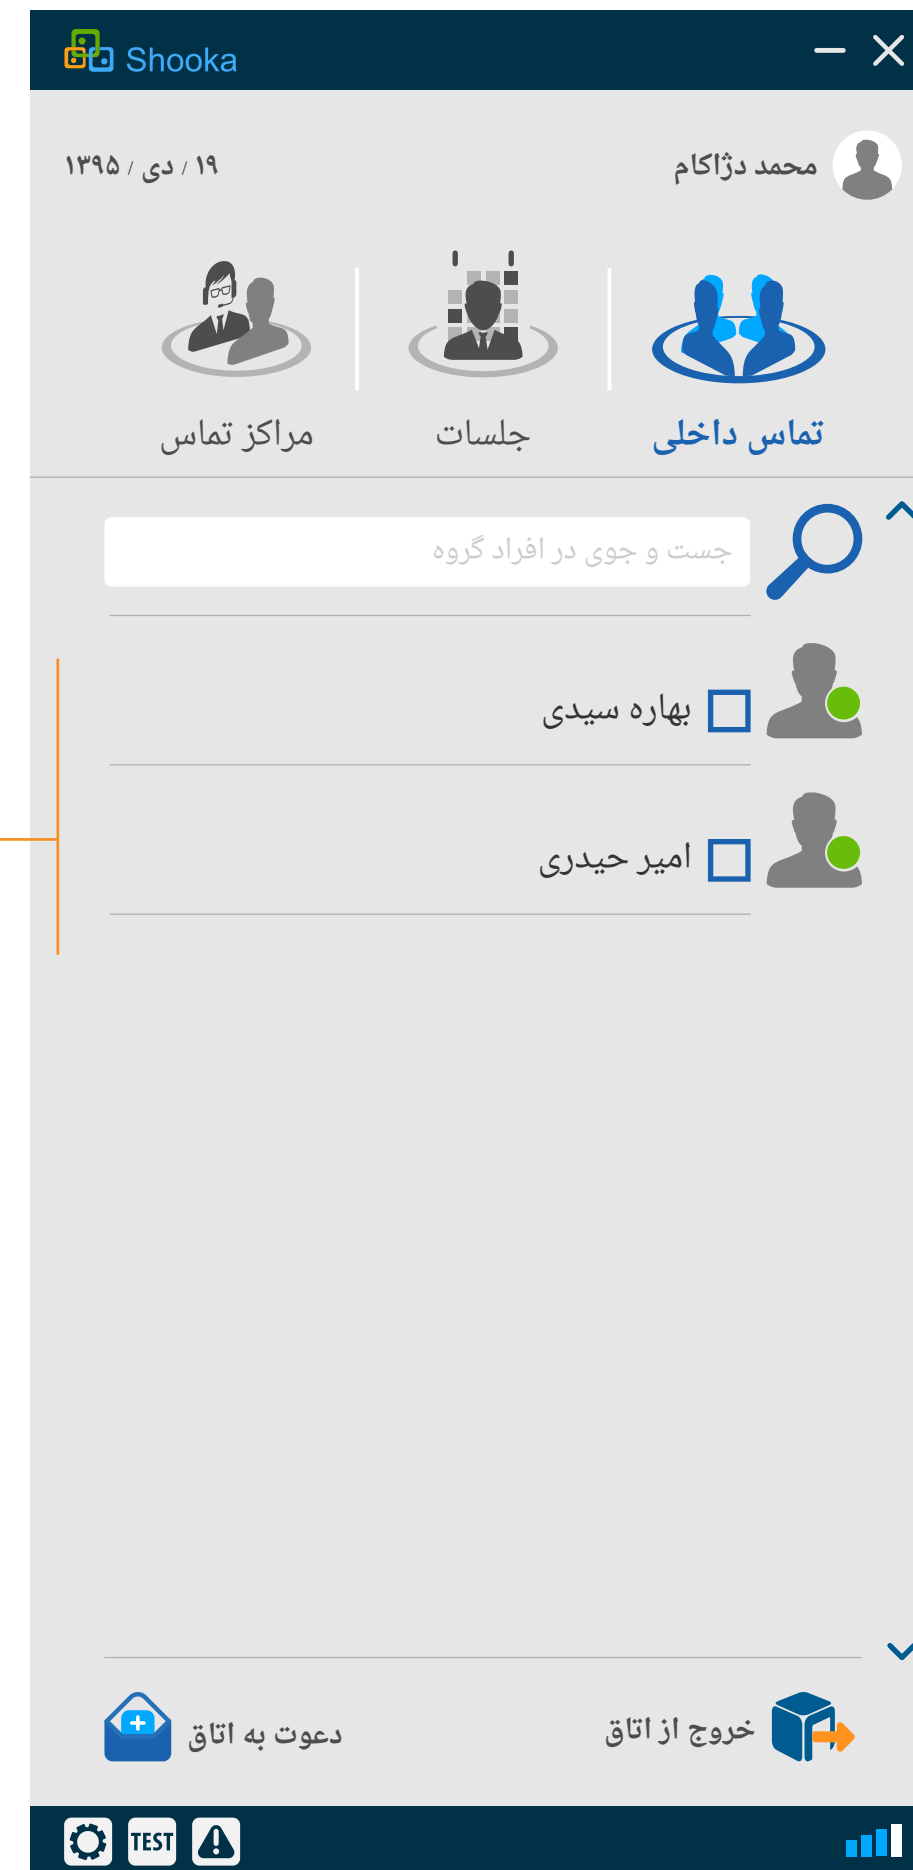 Shooka
محمد دژاکام
۱۹ / دی / ۱۳۹۵
تماس داخلی
جلسات
مراکز تماس
جست و جوی در افراد گروه
بهاره سیدی
امیر حیدری
خروج از اتاق
دعوت به اتاق
TEST